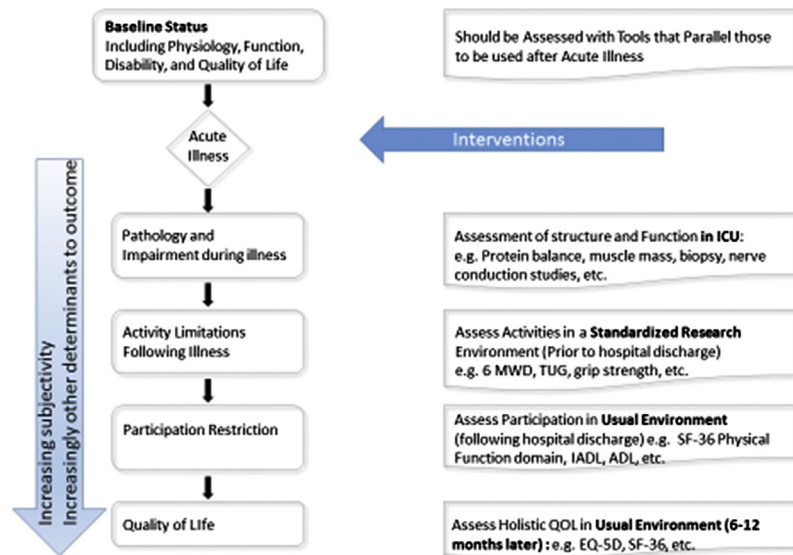 Baseline Status
Including Physiology, Function,
Disability, and Quality of Life
Should be Assessed with Tools that Parallel those
to be used after Acute Illness
Acute
Illness
Interventions
Pathology and
Impairment during illness
Assessment of structure and Function in ICU:
e.g. Protein balance, muscle mass, biopsy, nerve
conduction studies, etc.
Activity Limitations
Following Illness
Assess Activities in a Standardized Research
Environment (Prior to hospital discharge)
e.g. 6 MWD, TUG, grip strength, etc.
Participation Restriction
Assess Participation in Usual Environment
(following hospital discharge) e.g. SF-36 Physical
Function domain, IADL, ADL, etc.
Quality of Life
Assess Holistic QOL in Usual Environment (6-12
months later) : e.g. EQ-5D, SF-36, etc.
Increasing subjectivity
Increasingly other determinants to outcome